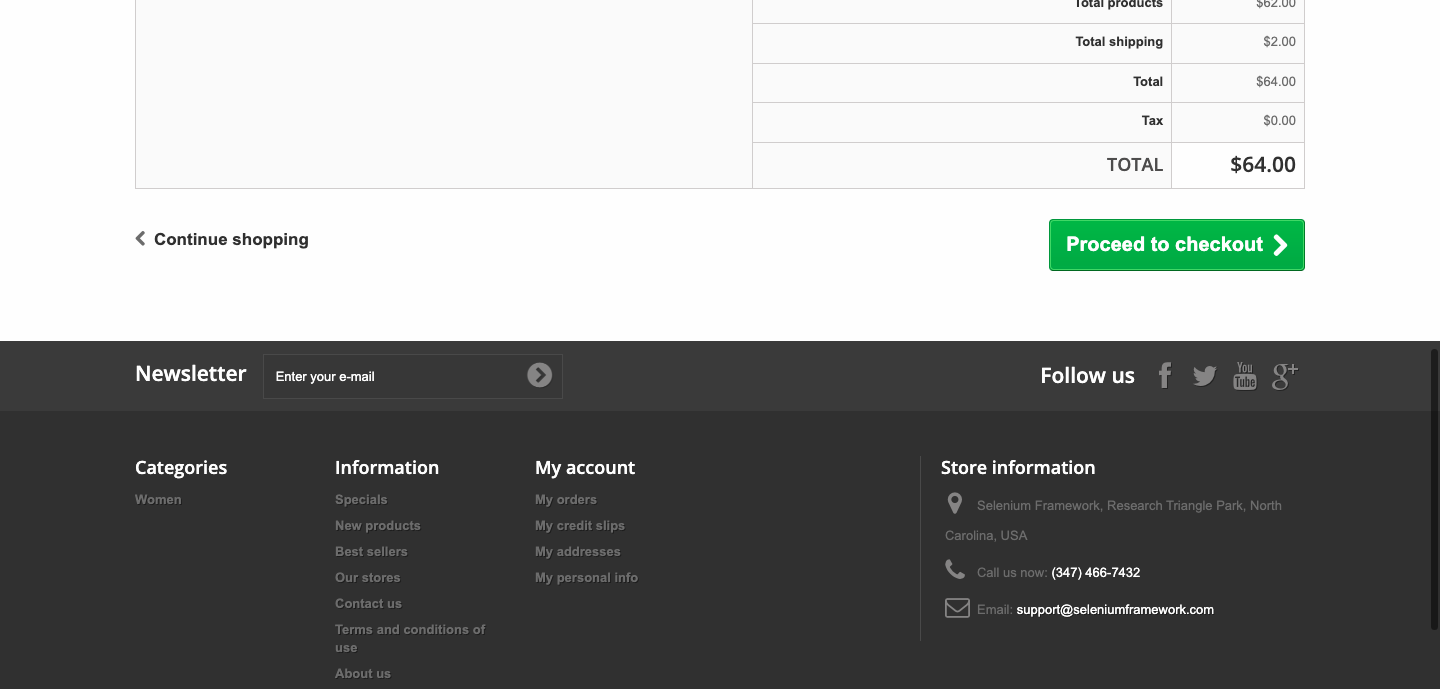 Total products $62.00
Total shipping $2.00
Total $64.00
Tax $0.00
TOTAL $64.00
Continue shopping
Proceed to checkout
Newsletter
Enter your e-mail
Follow us
You
Tube
g+
Categories
Women
Information
Specials
New products
Best sellers
Our stores
Contact us
Terms and conditions of
use
About us
My account
My orders
My credit slips
My addresses
My personal info
Store information
Selenium Framework, Research Triangle Park, North
Carolina, USA
Call us now: (347) 466-7432
Email: support@seleniumframework.com